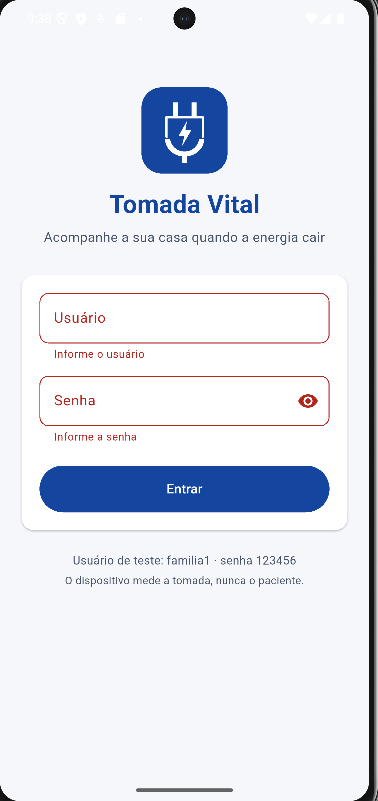 Tomada Vital
Acompanhe a sua casa quando a energia cair
Usuário
Informe o usuário
Senha
Informe a senha
Entrar
Usuário de teste: familia1 · senha 123456
O dispositivo mede a tomada, nunca o paciente.